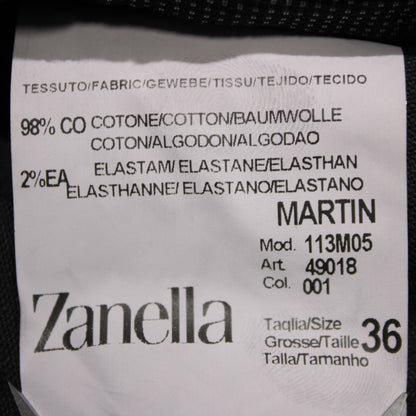 TESSUTO/FABRIC/GEWEBE/TISSU/TEJIDO/TECIDO
98% CO COTONE/COTTON/BAUMWOLLE
COTON/ALGODON/ALGODAO
2%EA ELASTAM/ELASTANE/ELASTHAN
ELASTHANNE/ELASTANO/ELASTANO
MARTIN
Mod. 113M05
Art. 49018
Col. 001
Zanella
Taglia/Size
Grosse/Taille 36
Talla/Tamanho